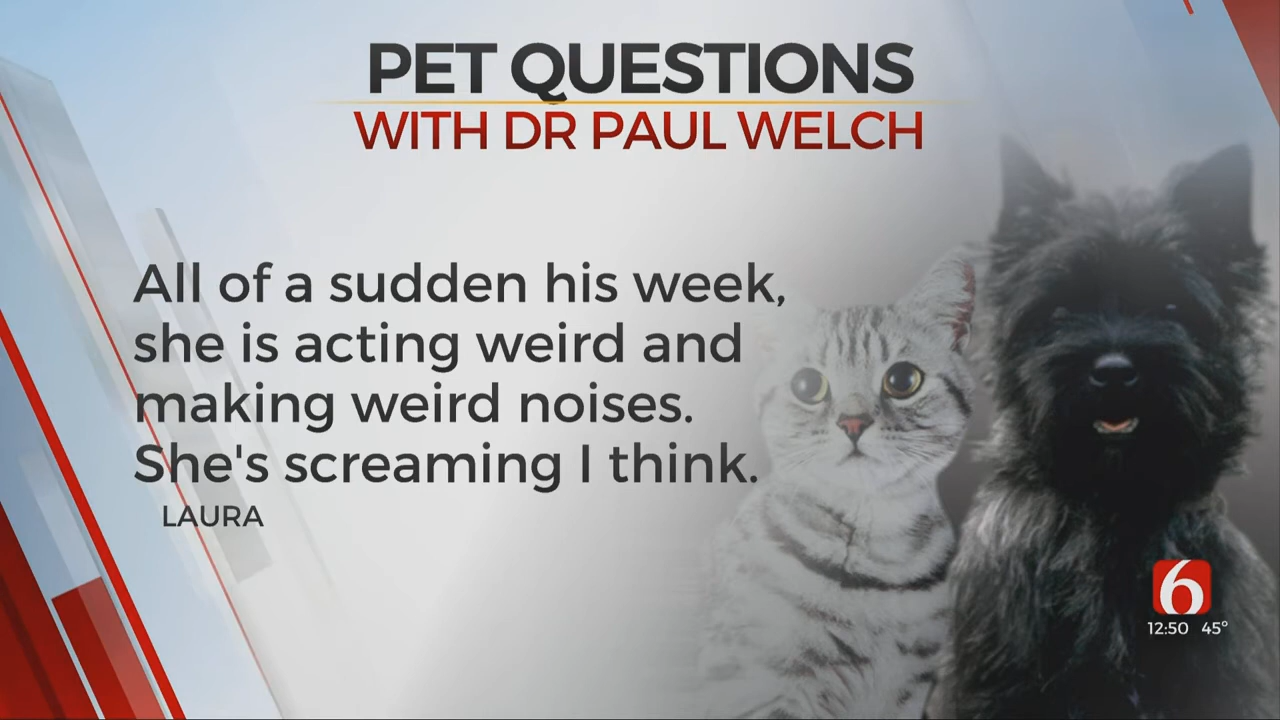 PET QUESTIONS
WITH DR PAUL WELCH
All of a sudden his week,
she is acting weird and
making weird noises.
She's screaming I think.
LAURA
6
12:50 45°